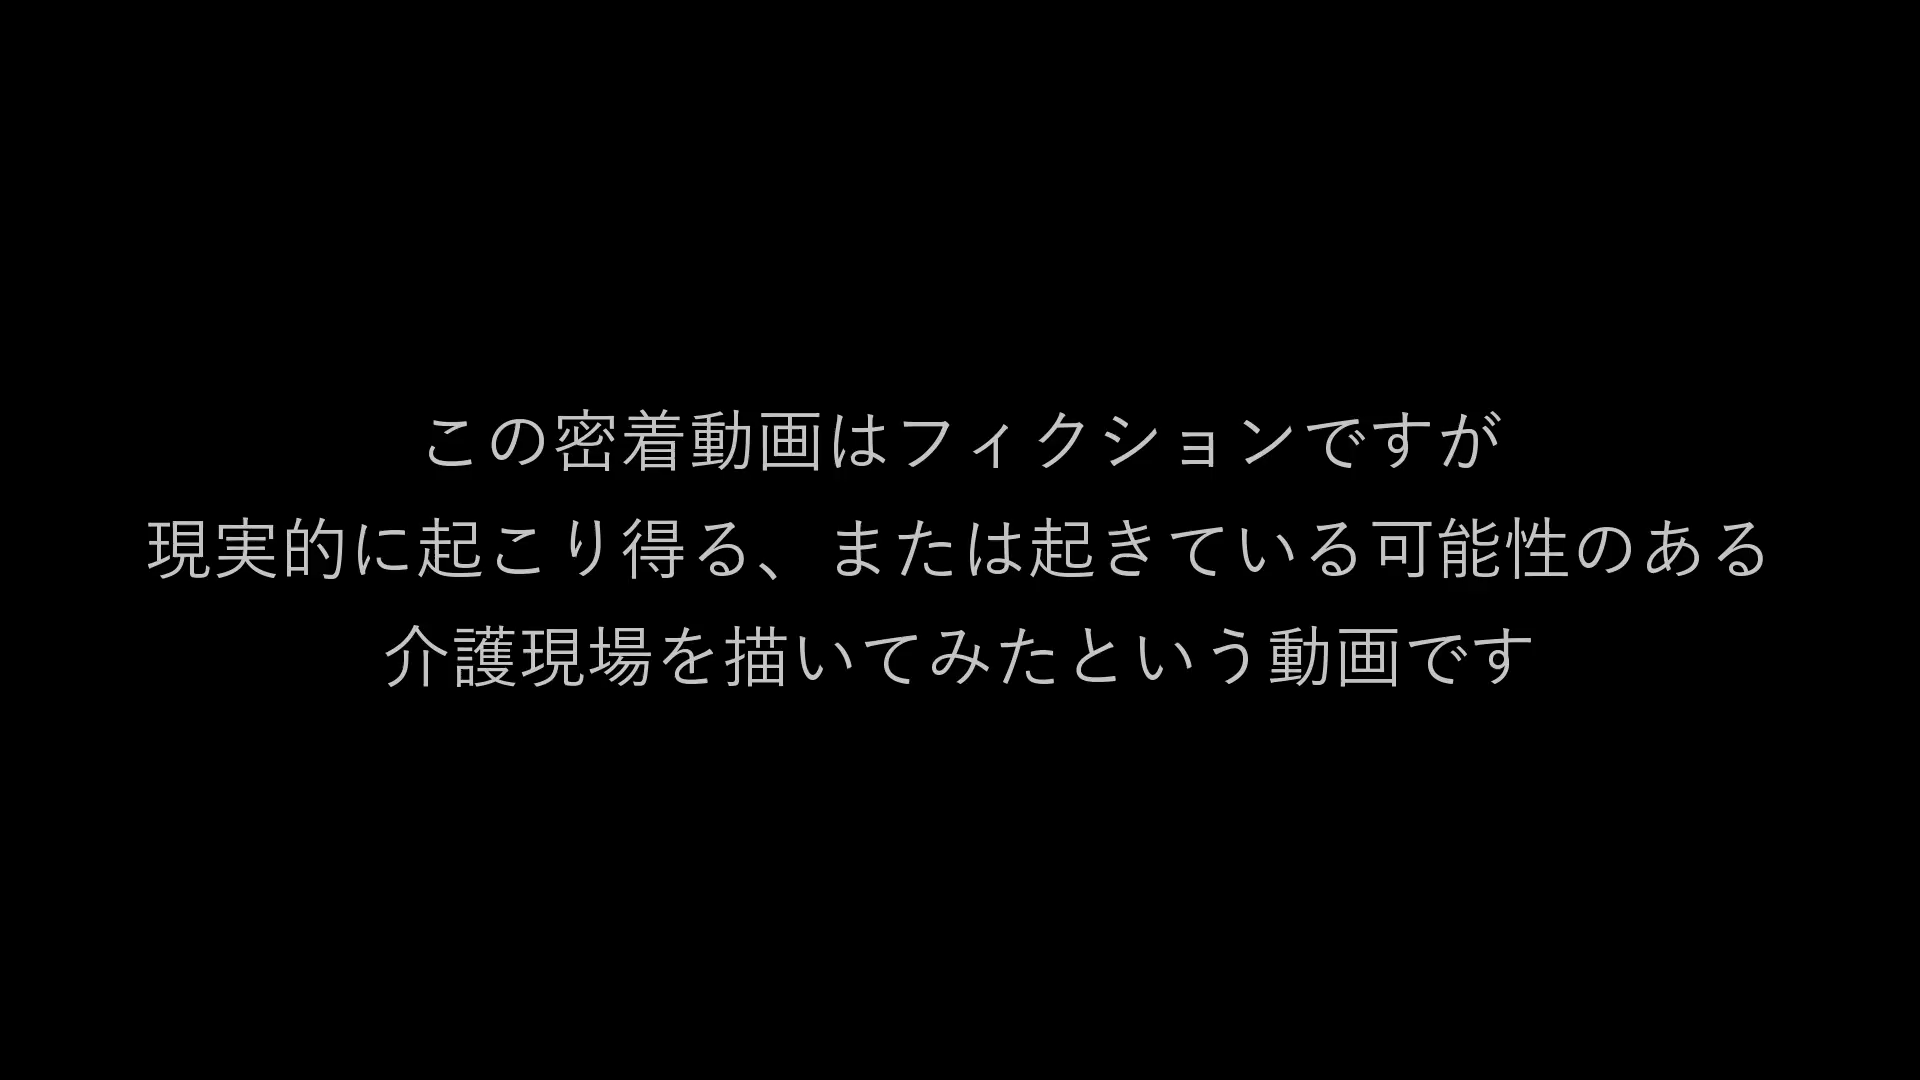 この密着動画はフィクションですが
現実的に起こり得る、または起きている可能性のある
介護現場を描いてみたという動画です